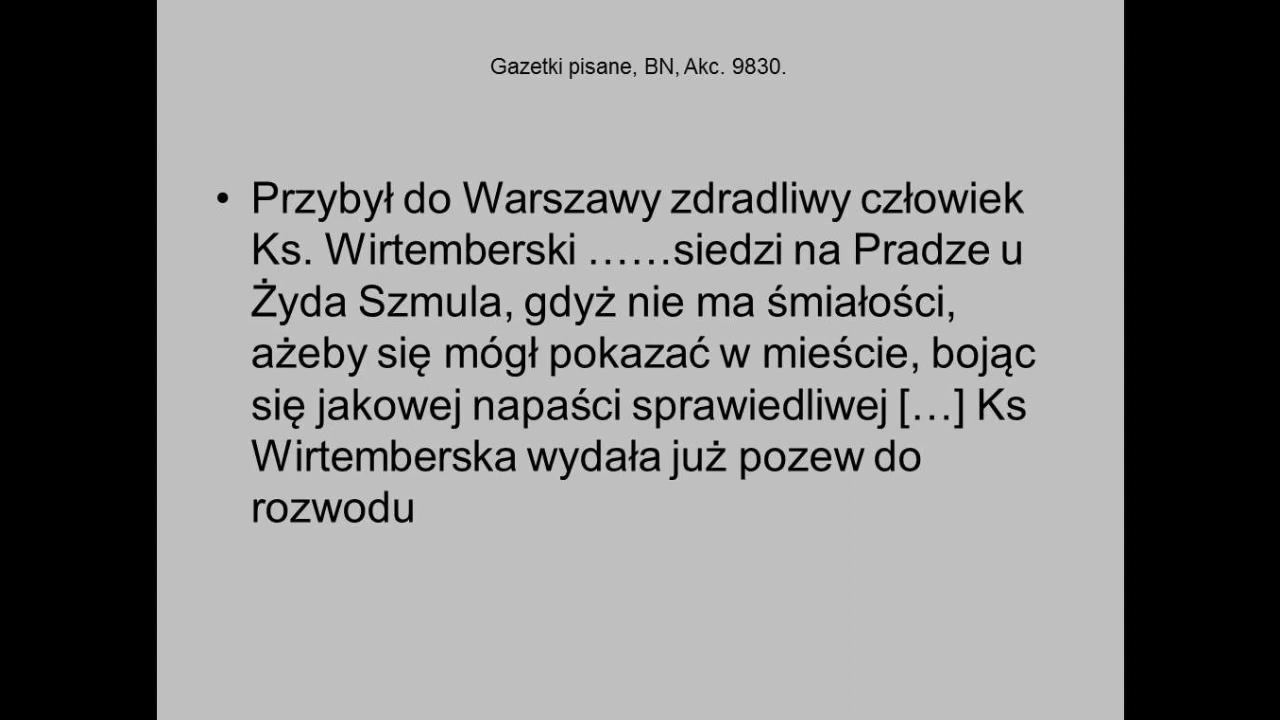 Gazetki pisane, BN, Akc. 9830.
• Przybył do Warszawy zdradliwy człowiek
Ks. Wirtemberski ……siedzi na Pradze u
Żyda Szmula, gdyż nie ma śmiałości,
ażeby się mógł pokazać w mieście, bojąc
się jakowej napaści sprawiedliwej […] Ks
Wirtemberska wydała już pozew do
rozwodu